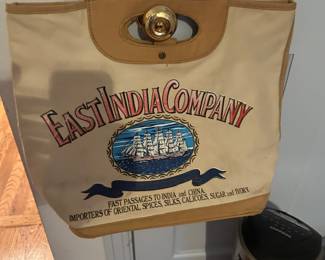 EAST INDIA COMPANY
FAST PASSAGES TO INDIA and CHINA.
IMPORTERS OF ORIENTAL SPICES, SILKS, CALICOES, SUGAR and IVORY.